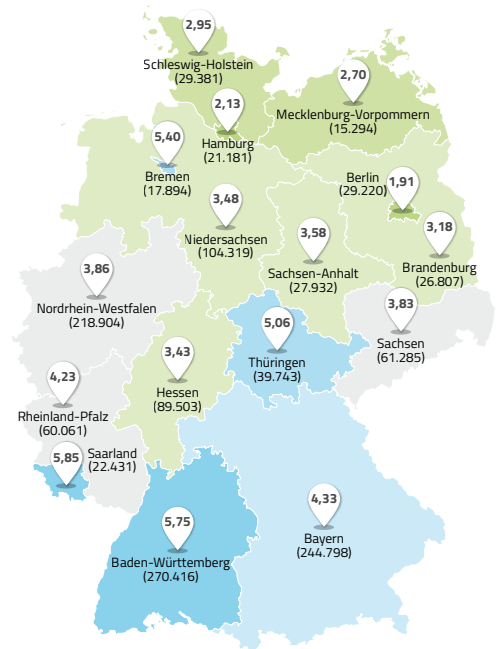 2,95
Schleswig-Holstein
(29.381)
2,70
Mecklenburg-Vorpommern
(15.294)
2,13
Hamburg
(21.181)
5,40
Bremen
(17.894)
Berlin
(29.220)
1,91
3,48
Niedersachsen
(104.319)
3,58
Sachsen-Anhalt
(27.932)
3,18
Brandenburg
(26.807)
3,86
Nordrhein-Westfalen
(218.904)
3,83
Sachsen
(61.285)
5,06
Thüringen
(39.743)
3,43
Hessen
(89.503)
4,23
Rheinland-Pfalz
(60.061)
5,85
Saarland
(22.431)
4,33
Bayern
(244.798)
5,75
Baden-Württemberg
(270.416)